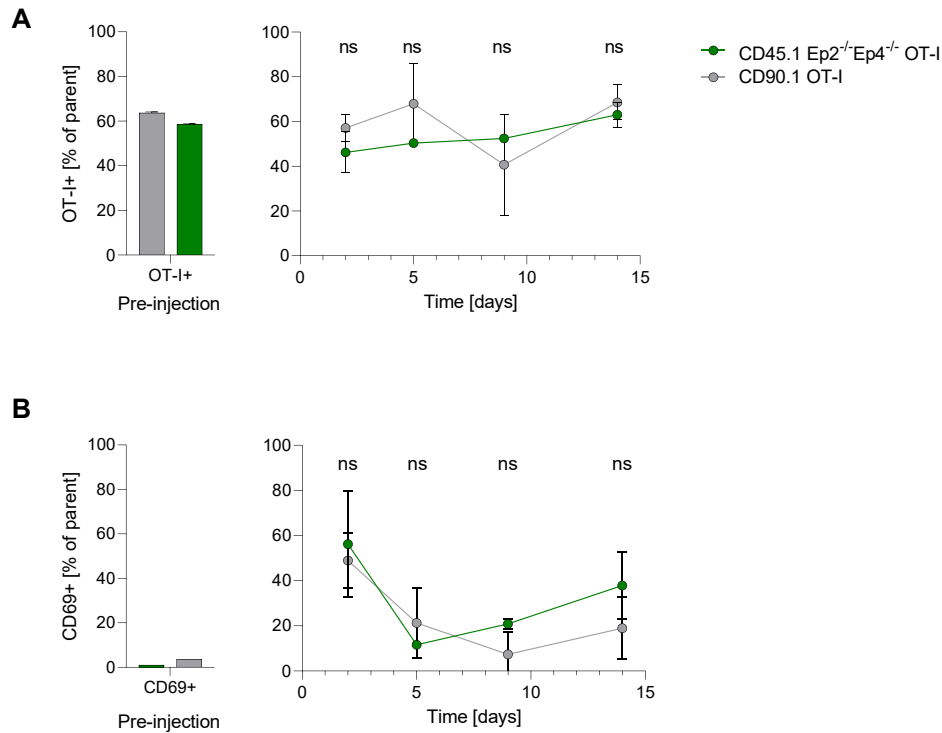 A
OT-I+ [% of parent]
100
80
60
40
20
0
OT-I+
Pre-injection
100
80
60
40
20
0
ns
ns
ns
ns
0
5
10
15
Time [days]
CD45.1 Ep2-/-Ep4-/- OT-I
CD90.1 OT-I
B
CD69+ [% of parent]
100
80
60
40
20
0
CD69+
Pre-injection
100
80
60
40
20
0
ns
ns
ns
ns
0
5
10
15
Time [days]